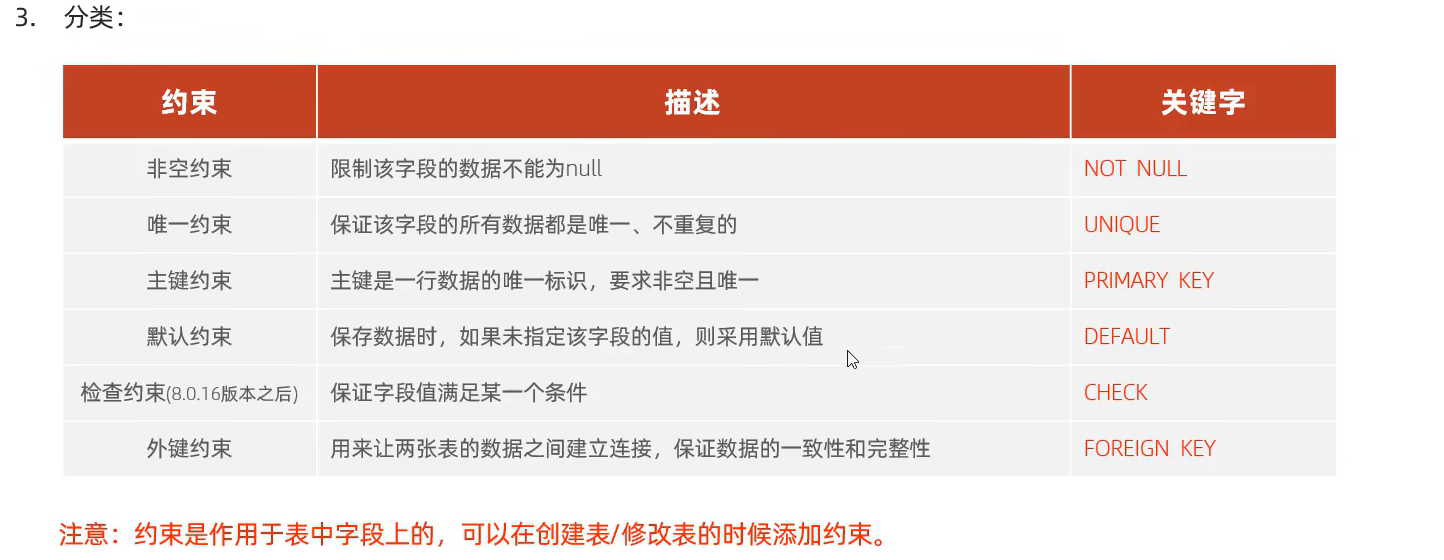 3. 分类：
约束 描述 关键字
非空约束 限制该字段的数据不能为null NOT NULL
唯一约束 保证该字段的所有数据都是唯一、不重复的 UNIQUE
主键约束 主键是一行数据的唯一标识，要求非空且唯一 PRIMARY KEY
默认约束 保存数据时，如果未指定该字段的值，则采用默认值 DEFAULT
检查约束(8.0.16版本之后) 保证字段值满足某一个条件 CHECK
外键约束 用来让两张表的数据之间建立连接，保证数据的一致性和完整性 FOREIGN KEY
注意：约束是作用于表中字段上的，可以在创建表/修改表的时候添加约束。